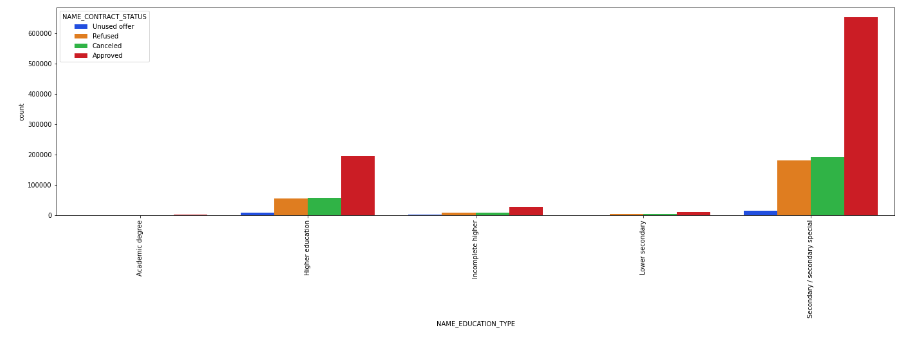 NAME_CONTRACT_STATUS
Unused offer
Refused
Canceled
Approved
600000
500000
400000
300000
200000
100000
0
count
Academic degree
Higher education
Incomplete higher
Lower secondary
Secondary / secondary special
NAME_EDUCATION_TYPE